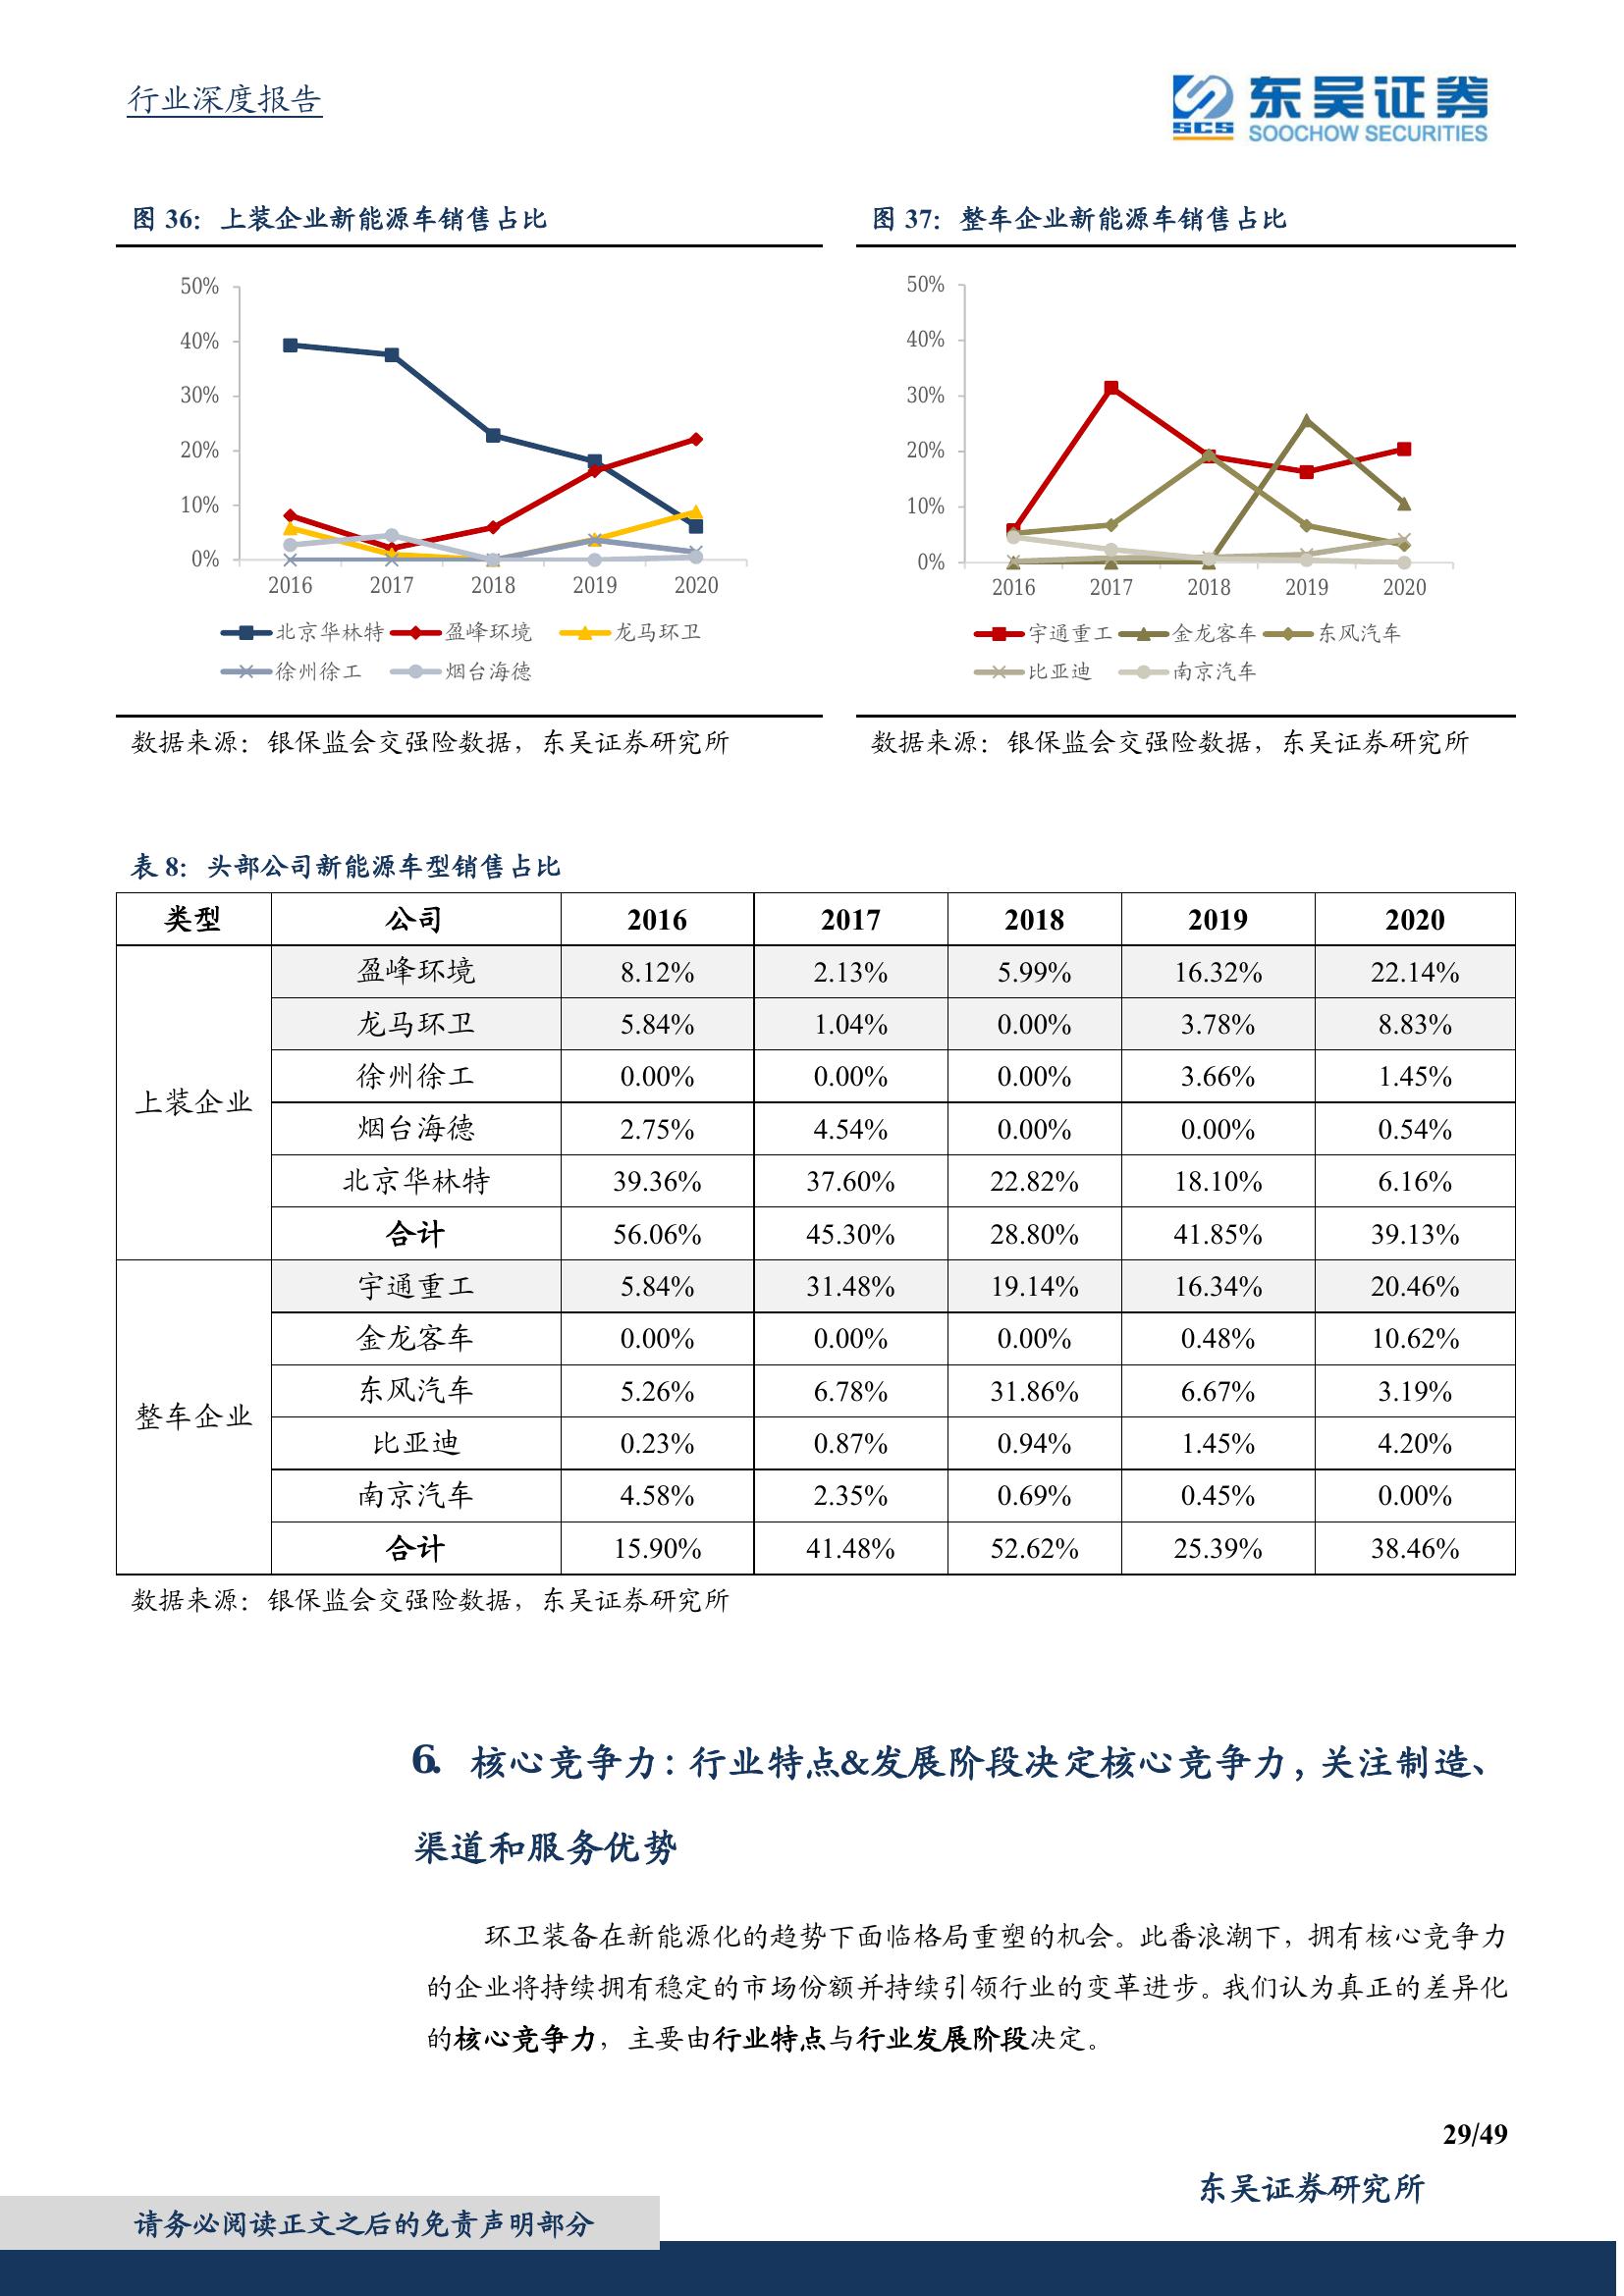 行业深度报告
SCS 东吴证券
SOOCHOW SECURITIES
图 36：上装企业新能源车销售占比
50%
40%
30%
20%
10%
0%
2016 2017 2018 2019 2020
北京华林特 盈峰环境 龙马环卫
徐州徐工 烟台海德
数据来源：银保监会交强险数据，东吴证券研究所
图 37：整车企业新能源车销售占比
50%
40%
30%
20%
10%
0%
2016 2017 2018 2019 2020
宇通重工 金龙客车 东风汽车
比亚迪 南京汽车
数据来源：银保监会交强险数据，东吴证券研究所
表 8：头部公司新能源车型销售占比
类型 公司 2016 2017 2018 2019 2020
上装企业
盈峰环境 8.12% 2.13% 5.99% 16.32% 22.14%
龙马环卫 5.84% 1.04% 0.00% 3.78% 8.83%
徐州徐工 0.00% 0.00% 0.00% 3.66% 1.45%
烟台海德 2.75% 4.54% 0.00% 0.00% 0.54%
北京华林特 39.36% 37.60% 22.82% 18.10% 6.16%
合计 56.06% 45.30% 28.80% 41.85% 39.13%
整车企业
宇通重工 5.84% 31.48% 19.14% 16.34% 20.46%
金龙客车 0.00% 0.00% 0.00% 0.48% 10.62%
东风汽车 5.26% 6.78% 31.86% 6.67% 3.19%
比亚迪 0.23% 0.87% 0.94% 1.45% 4.20%
南京汽车 4.58% 2.35% 0.69% 0.45% 0.00%
合计 15.90% 41.48% 52.62% 25.39% 38.46%
数据来源：银保监会交强险数据，东吴证券研究所
6. 核心竞争力：行业特点&发展阶段决定核心竞争力，关注制造、
渠道和服务优势
环卫装备在新能源化的趋势下面临格局重塑的机会。此番浪潮下，拥有核心竞争力
的企业将持续拥有稳定的市场份额并持续引领行业的变革进步。我们认为真正的差异化
的核心竞争力，主要由行业特点与行业发展阶段决定。
29/49
东吴证券研究所
请务必阅读正文之后的免责声明部分